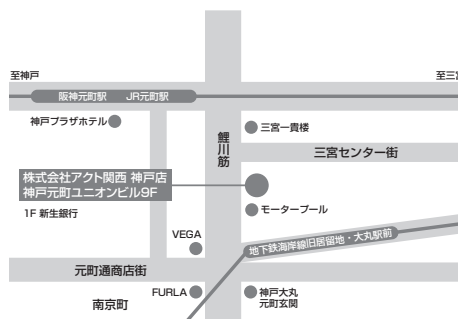 至神戸
至三宮
阪神元町駅 JR元町駅
神戸プラザホテル
鯉川筋
三宮一貫楼
三宮センター街
株式会社アクト関西 神戸店
神戸元町ユニオンビル9F
1F 新生銀行
モータープール
VEGA
地下鉄海岸線旧居留地・大丸駅前
元町通商店街
南京町
FURLA
神戸大丸
元町玄関